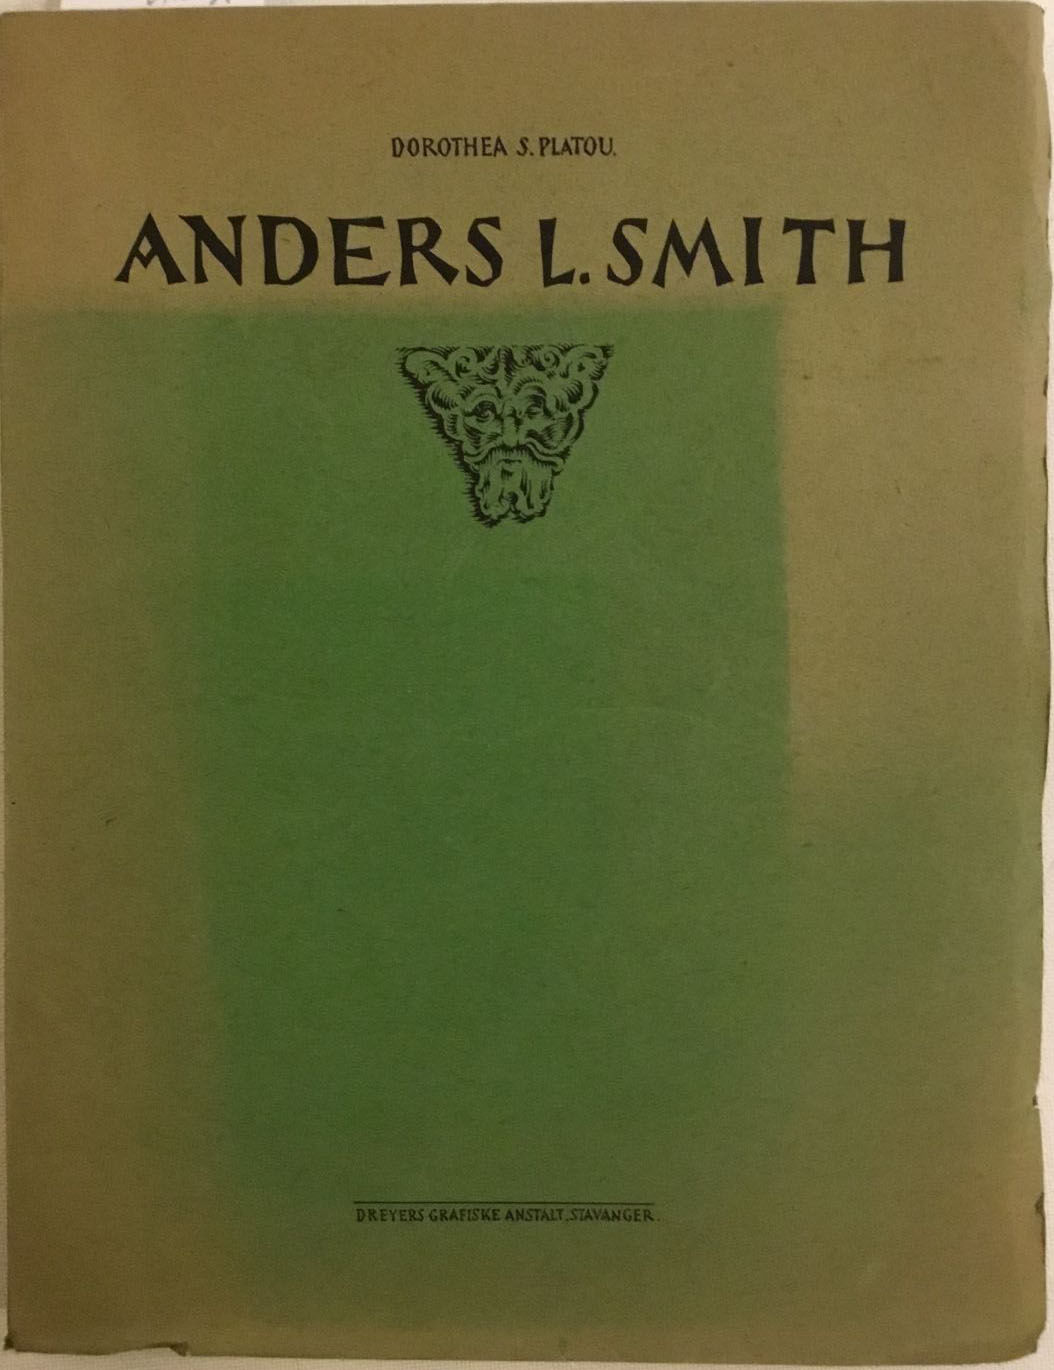 DOROTHEA S. PLATOU.
ANDERS L. SMITH
DREYERS GRAFISKE ANSTALT, STAVANGER.